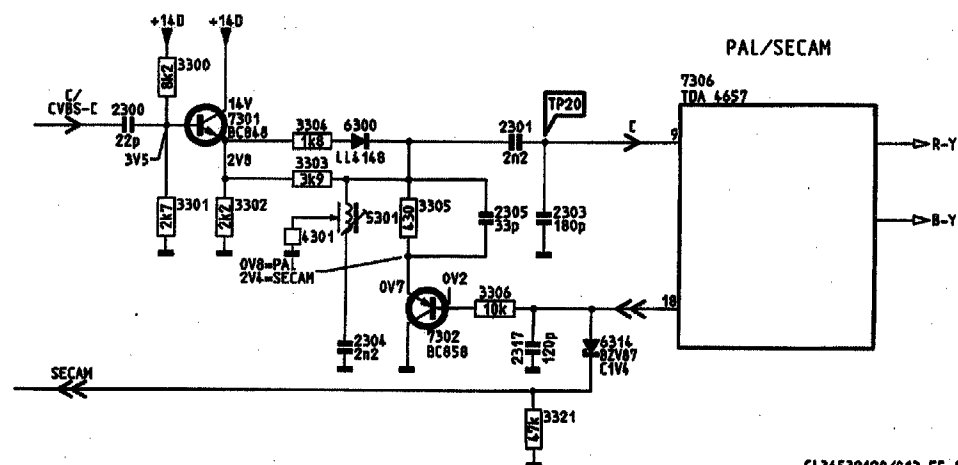 +14D
+14D
PAL/SECAM
3300
8k2
C/
CVBS-C
2300
22p
3V5
14V
7301
BC848
2V8
3304
1k8
6300
LL4148
3303
3k9
2301
2n2
TP20
C
9
7306
TDA 4657
R-Y
B-Y
3301
2k7
3302
2k2
4301
5301
3305
430
2305
33p
2303
180p
0V8=PAL
2V4=SECAM
0V7
0V2
3306
10k
18
7302
BC858
2304
2n2
2317
120p
6314
BZV87
C1V4
SECAM
3321
47k